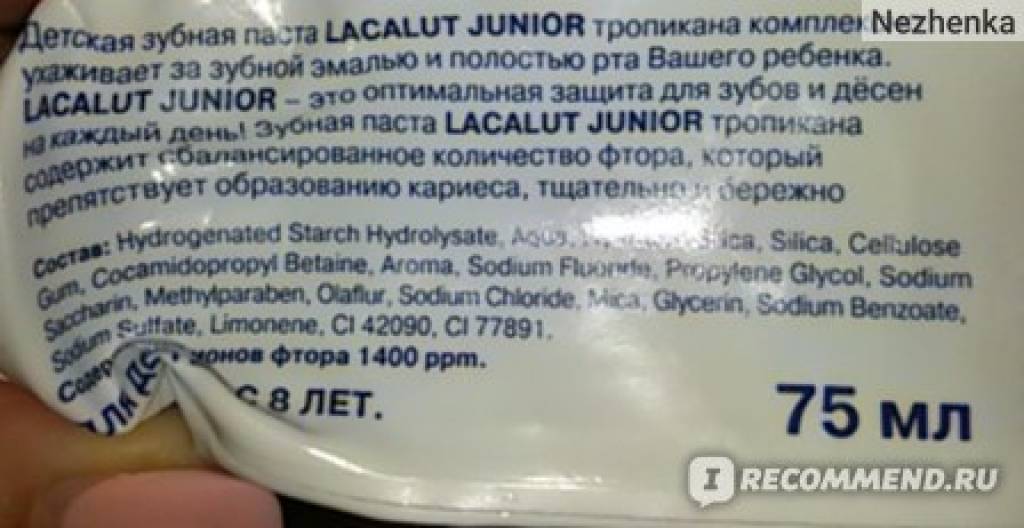 Nezhenka
Детская зубная паста LACALUT JUNIOR тропикана
ухаживает за зубной эмалью и полостью рта Вашего ребенка.
LACALUT JUNIOR – это оптимальная защита для зубов и дёсен
на каждый день! Зубная паста LACALUT JUNIOR тропикана
содержит сбалансированное количество фтора, который
препятствует образованию кариеса, тщательно и бережно
Состав: Hydrogenated Starch Hydrolysate, Aqua, Silica, Cellulose
Gum, Cocamidopropyl Betaine, Aroma, Sodium Fluoride, Propylene Glycol, Sodium
Saccharin, Methylparaben, Olaflur, Sodium Chloride, Mica, Glycerin, Sodium Benzoate,
Sodium Sulfate, Limonene, CI 42090, CI 77891.
ионов фтора 1400 ppm.
С 8 ЛЕТ.
75 мл
I RECOMMEND.RU